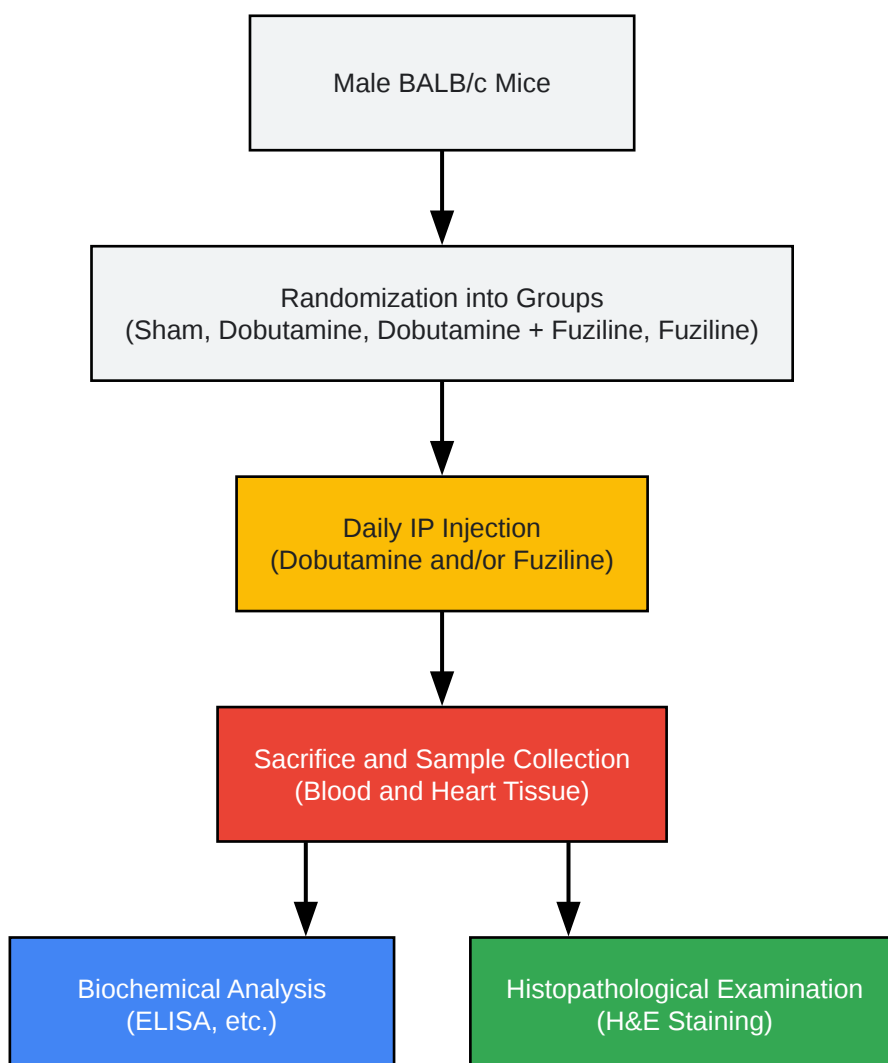 Male BALB/c Mice
Randomization into Groups
(Sham, Dobutamine, Dobutamine + Fuziline, Fuziline)
Daily IP Injection
(Dobutamine and/or Fuziline)
Sacrifice and Sample Collection
(Blood and Heart Tissue)
Biochemical Analysis
(ELISA, etc.)
Histopathological Examination
(H&E Staining)